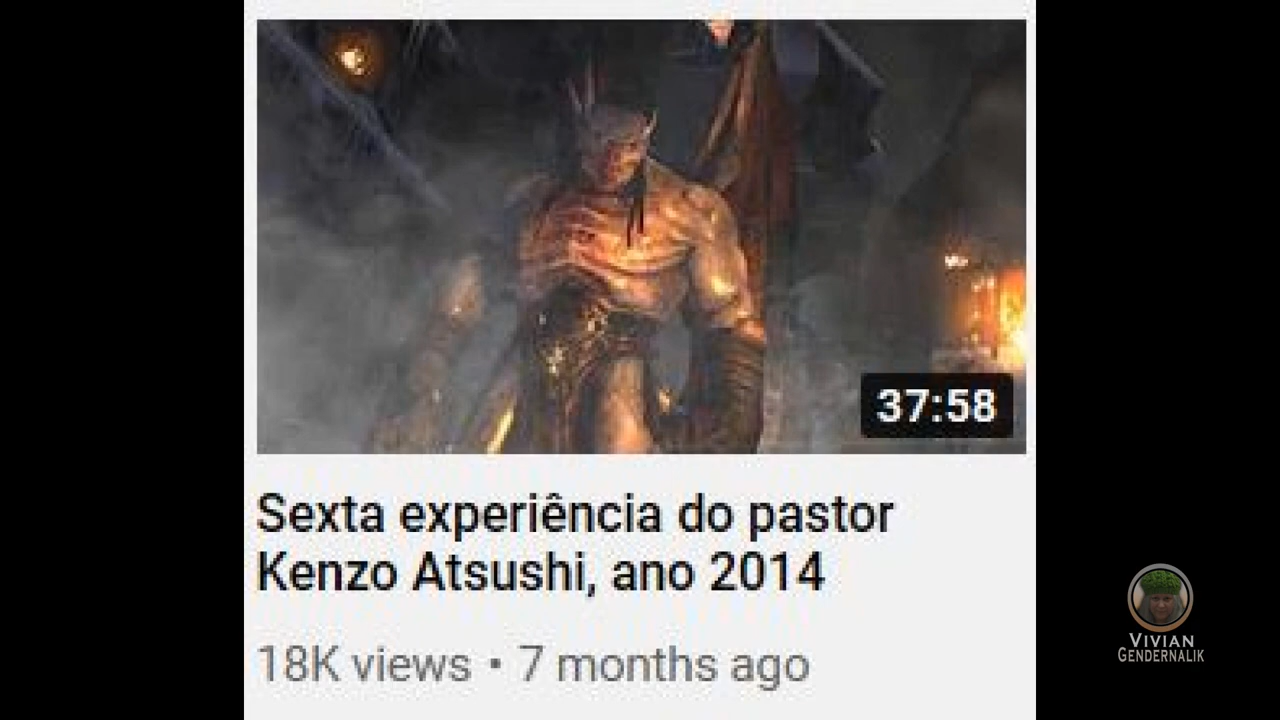 37:58
Sexta experiência do pastor
Kenzo Atsushi, ano 2014
18K views • 7 months ago
VIVIAN
GENDERNALIK